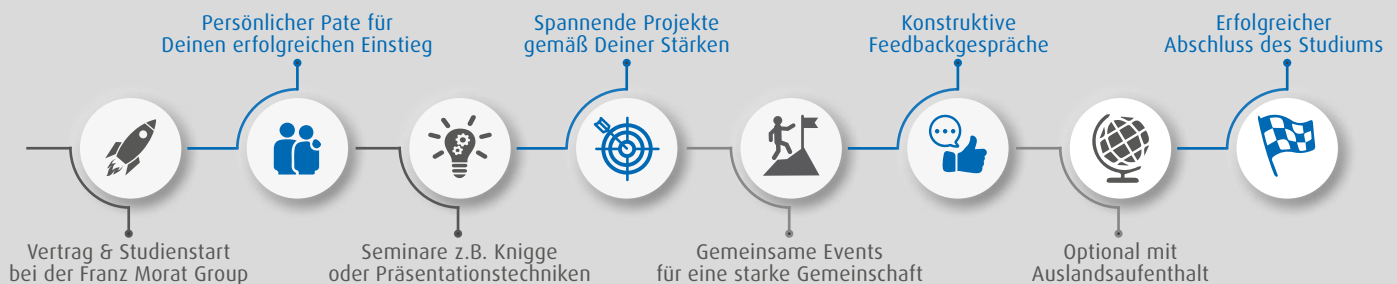 Persönlicher Pate für
Deinen erfolgreichen Einstieg
Spannende Projekte
gemäß Deiner Stärken
Konstruktive
Feedbackgespräche
Erfolgreicher
Abschluss des Studiums
Vertrag & Studienstart
bei der Franz Morat Group
Seminare z.B. Knigge
oder Präsentationstechniken
Gemeinsame Events
für eine starke Gemeinschaft
Optional mit
Auslandsaufenthalt